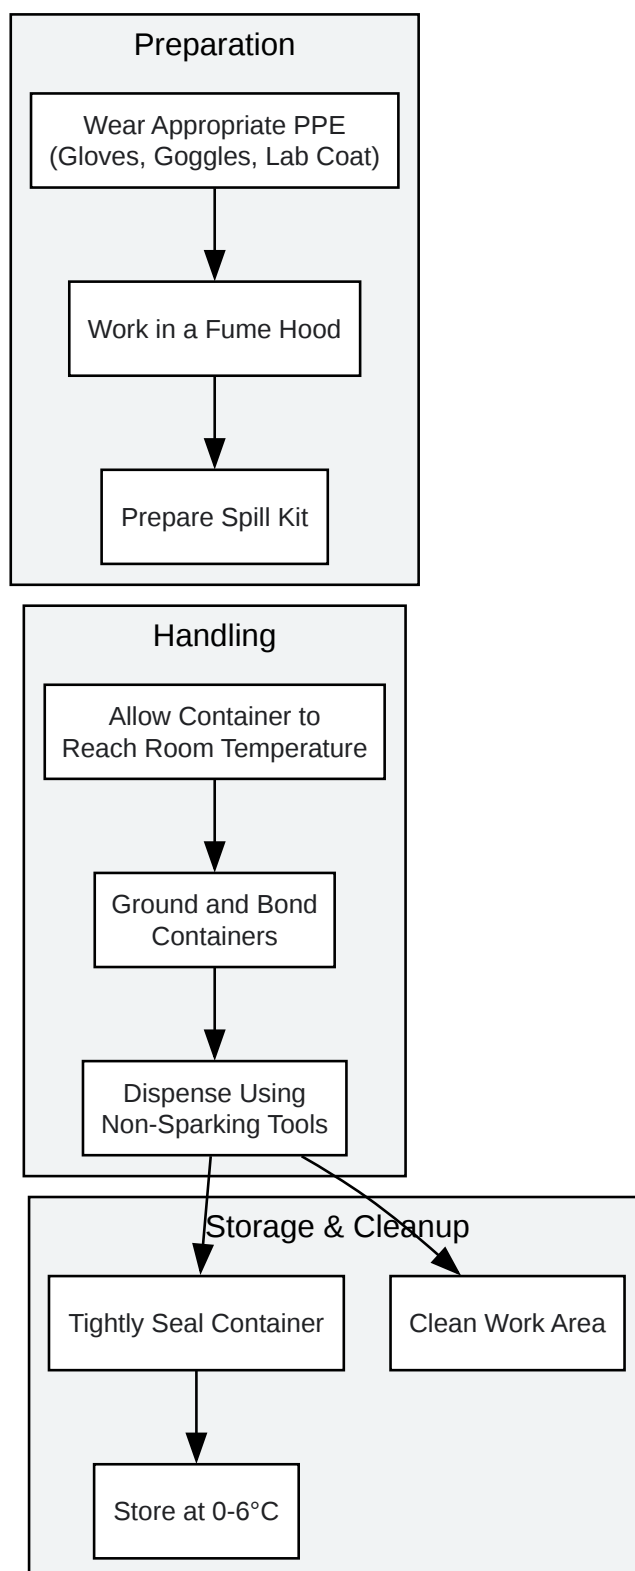 Preparation
Wear Appropriate PPE
(Gloves, Goggles, Lab Coat)
Work in a Fume Hood
Prepare Spill Kit
Handling
Allow Container to
Reach Room Temperature
Ground and Bond
Containers
Dispense Using
Non-Sparking Tools
Storage & Cleanup
Tightly Seal Container
Clean Work Area
Store at 0-6°C